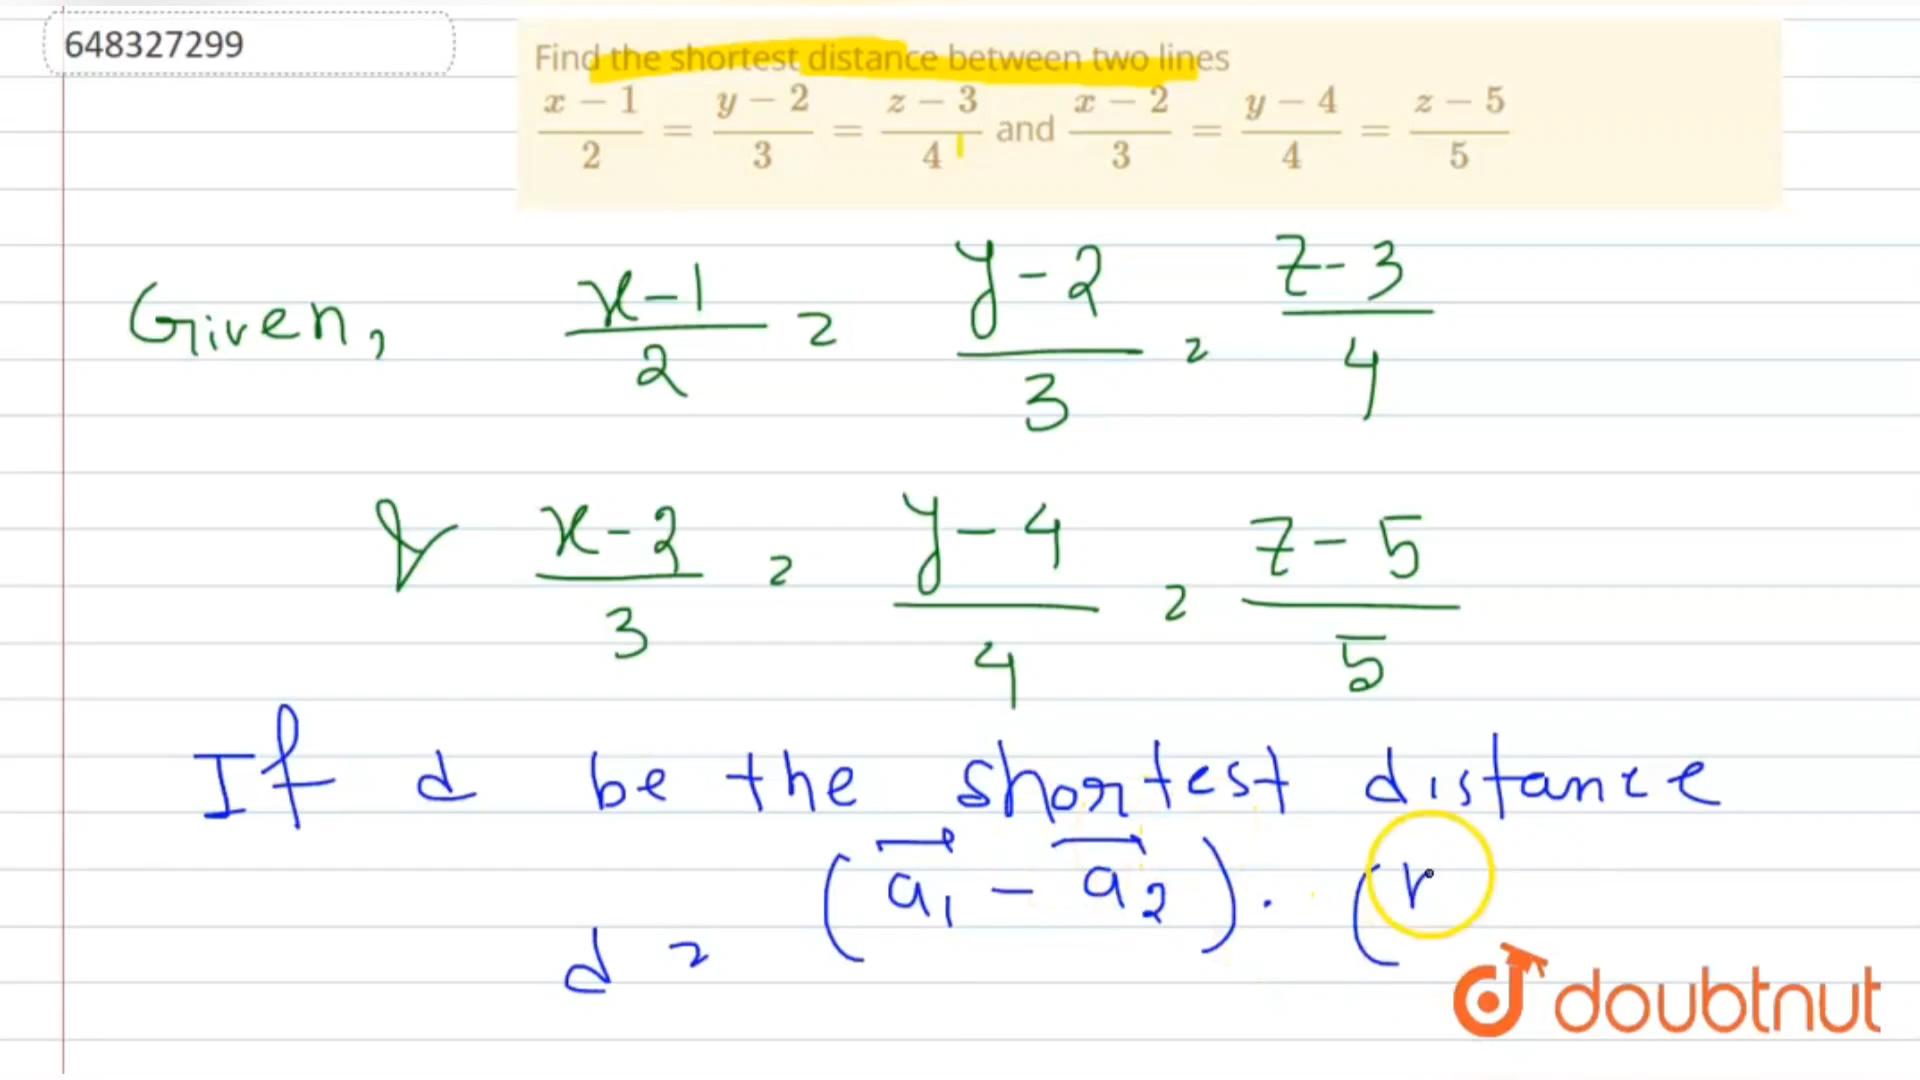 648327299
Find the shortest distance between two lines
x − 1 / 2 = y − 2 / 3 = z − 3 / 4 and x − 2 / 3 = y − 4 / 4 = z − 5 / 5
Given, x-1 / 2 = y-2 / 3 = z-3 / 4
& x-2 / 3 = y-4 / 4 = z-5 / 5
If d be the shortest distance
d = (a₁ - a₂) . (r
doubtnut